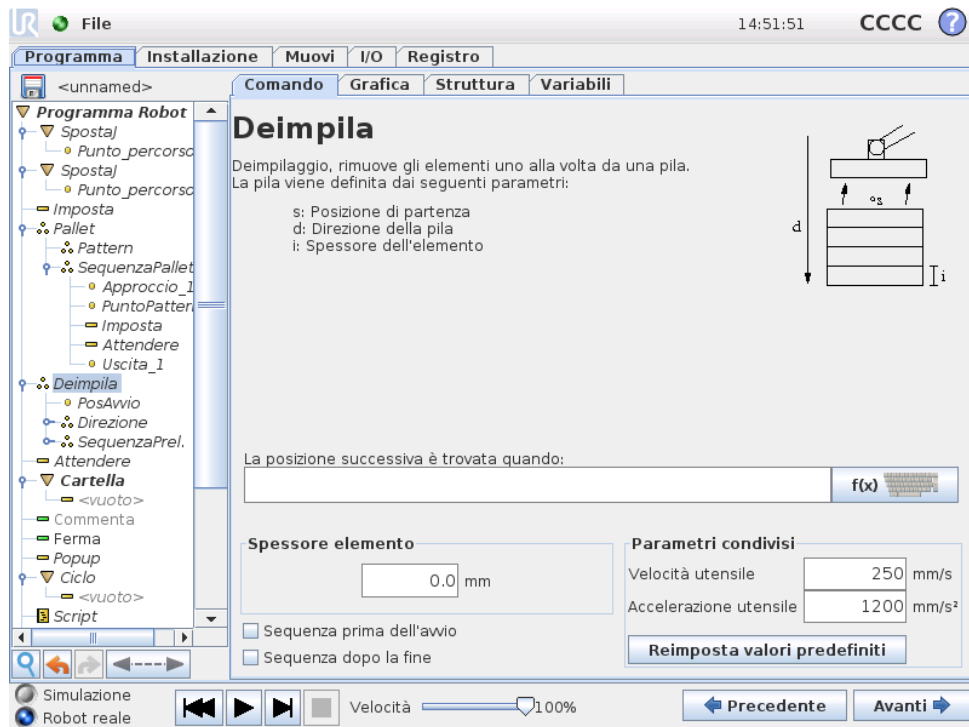 UR File 14:51:51 CCCC ?
Programma Installazione Muovi I/O Registro
<unnamed>
Comando Grafica Struttura Variabili
Programma Robot
SpostaJ
Punto_percorso
SpostaJ
Punto_percorso
Imposta
Pallet
Pattern
SequenzaPallet
Approccio_1
PuntoPatter
Imposta
Attendere
Uscita_1
Deimpila
PosAvvio
Direzione
SequenzaPrel.
Attendere
Cartella
<vuoto>
Commenta
Ferma
Popup
Ciclo
<vuoto>
Script
Deimpila
Deimpilaggio, rimuove gli elementi uno alla volta da una pila.
La pila viene definita dai seguenti parametri:
s: Posizione di partenza
d: Direzione della pila
i: Spessore dell'elemento
s
d
i
La posizione successiva è trovata quando:
f(x)
Spessore elemento
0.0 mm
Sequenza prima dell'avvio
Sequenza dopo la fine
Parametri condivisi
Velocità utensile 250 mm/s
Accelerazione utensile 1200 mm/s²
Reimposta valori predefiniti
Simulazione
Robot reale
Velocità 100%
Precedente Avanti